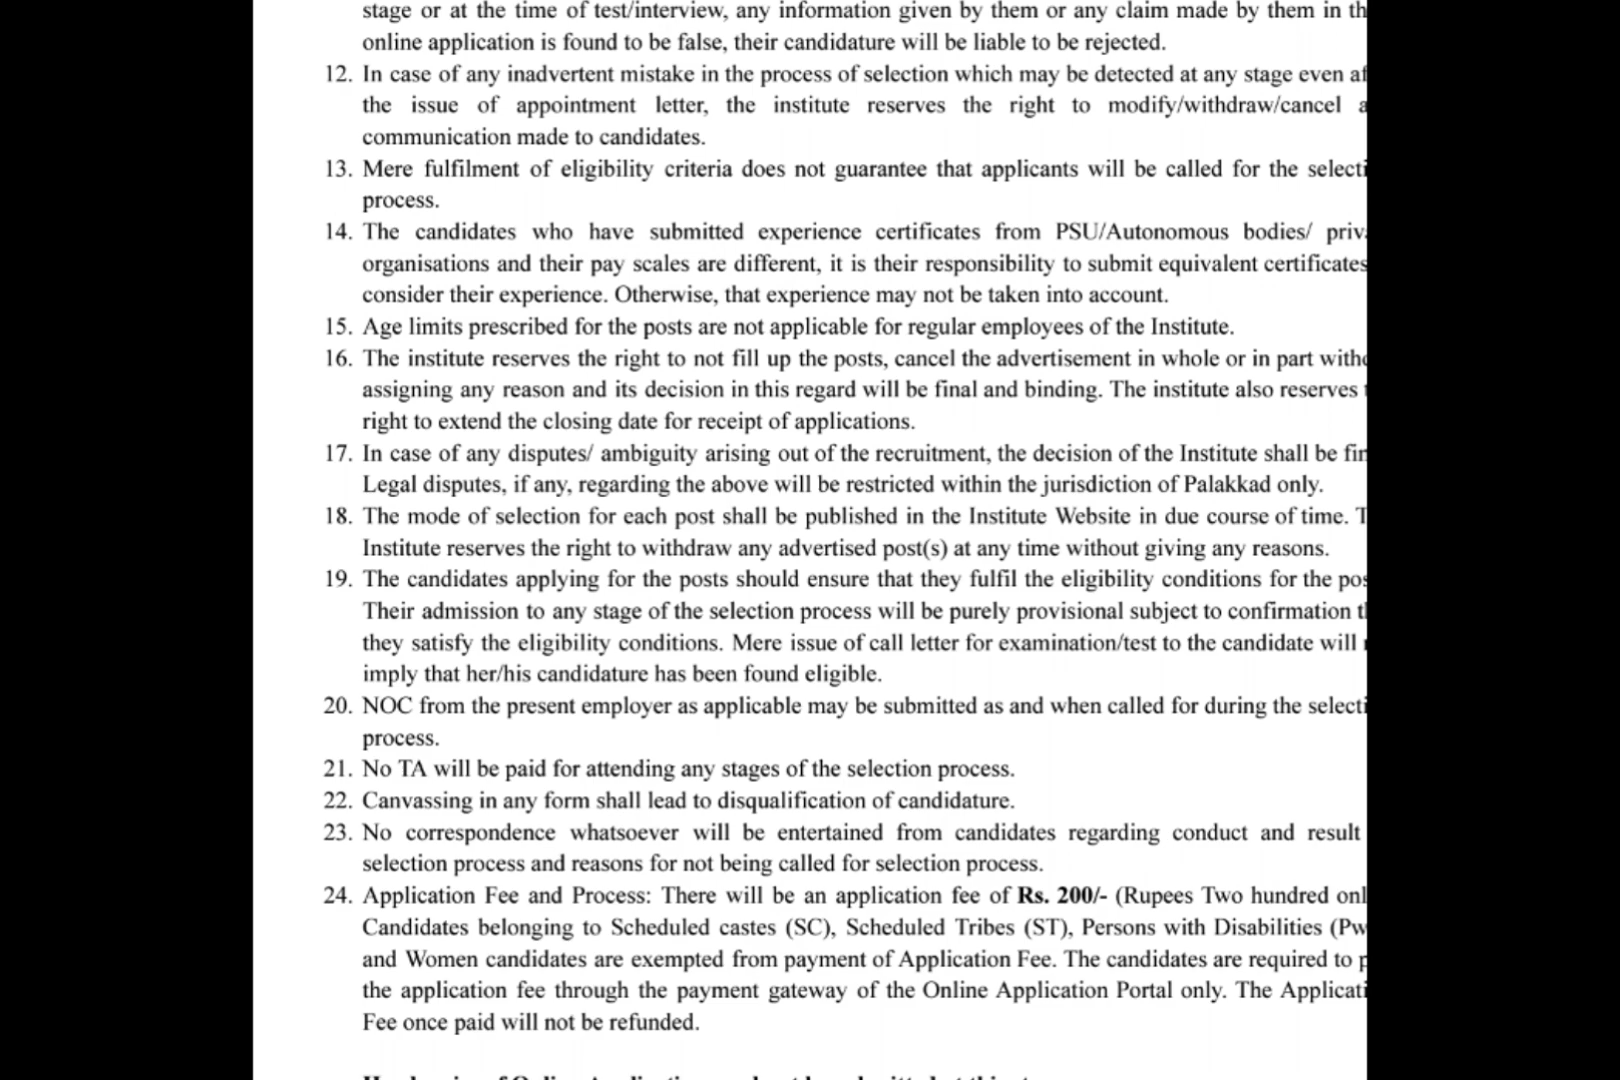 stage or at the time of test/interview, any information given by them or any claim made by them in
online application is found to be false, their candidature will be liable to be rejected.
12. In case of any inadvertent mistake in the process of selection which may be detected at any stage even
the issue of appointment letter, the institute reserves the right to modify/withdraw/cancel
communication made to candidates.
13. Mere fulfilment of eligibility criteria does not guarantee that applicants will be called for the
process.
14. The candidates who have submitted experience certificates from PSU/Autonomous bodies/
organisations and their pay scales are different, it is their responsibility to submit equivalent certificates
consider their experience. Otherwise, that experience may not be taken into account.
15. Age limits prescribed for the posts are not applicable for regular employees of the Institute.
16. The institute reserves the right to not fill up the posts, cancel the advertisement in whole or in part
assigning any reason and its decision in this regard will be final and binding. The institute also reserves
right to extend the closing date for receipt of applications.
17. In case of any disputes/ ambiguity arising out of the recruitment, the decision of the Institute shall be
Legal disputes, if any, regarding the above will be restricted within the jurisdiction of Palakkad only.
18. The mode of selection for each post shall be published in the Institute Website in due course of time.
Institute reserves the right to withdraw any advertised post(s) at any time without giving any reasons.
19. The candidates applying for the posts should ensure that they fulfil the eligibility conditions for the
Their admission to any stage of the selection process will be purely provisional subject to confirmation
they satisfy the eligibility conditions. Mere issue of call letter for examination/test to the candidate will
imply that her/his candidature has been found eligible.
20. NOC from the present employer as applicable may be submitted as and when called for during the
process.
21. No TA will be paid for attending any stages of the selection process.
22. Canvassing in any form shall lead to disqualification of candidature.
23. No correspondence whatsoever will be entertained from candidates regarding conduct and result
selection process and reasons for not being called for selection process.
24. Application Fee and Process: There will be an application fee of Rs. 200/- (Rupees Two hundred
Candidates belonging to Scheduled castes (SC), Scheduled Tribes (ST), Persons with Disabilities
and Women candidates are exempted from payment of Application Fee. The candidates are required to
the application fee through the payment gateway of the Online Application Portal only. The
Fee once paid will not be refunded.